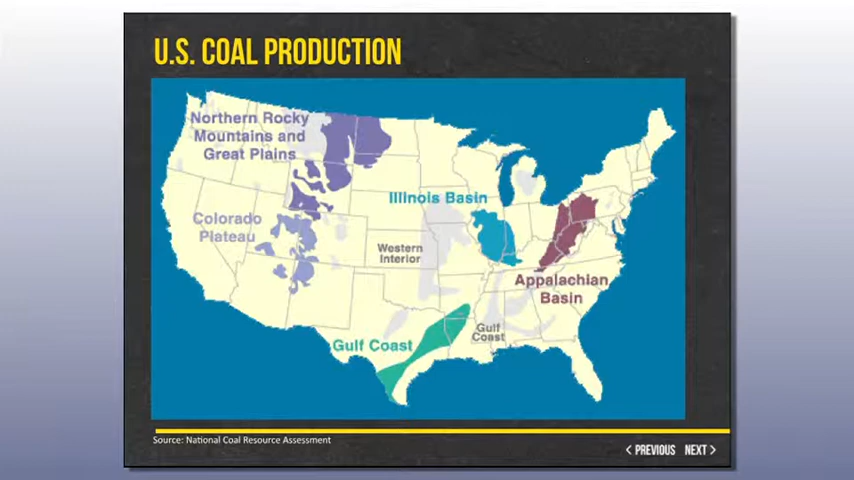 U.S. COAL PRODUCTION
Northern Rocky
Mountains and
Great Plains
Illinois Basin
Colorado
Plateau
Western
Interior
Appalachian
Basin
Gulf Coast
Gulf
Coast
Source: National Coal Resource Assessment
< PREVIOUS NEXT >